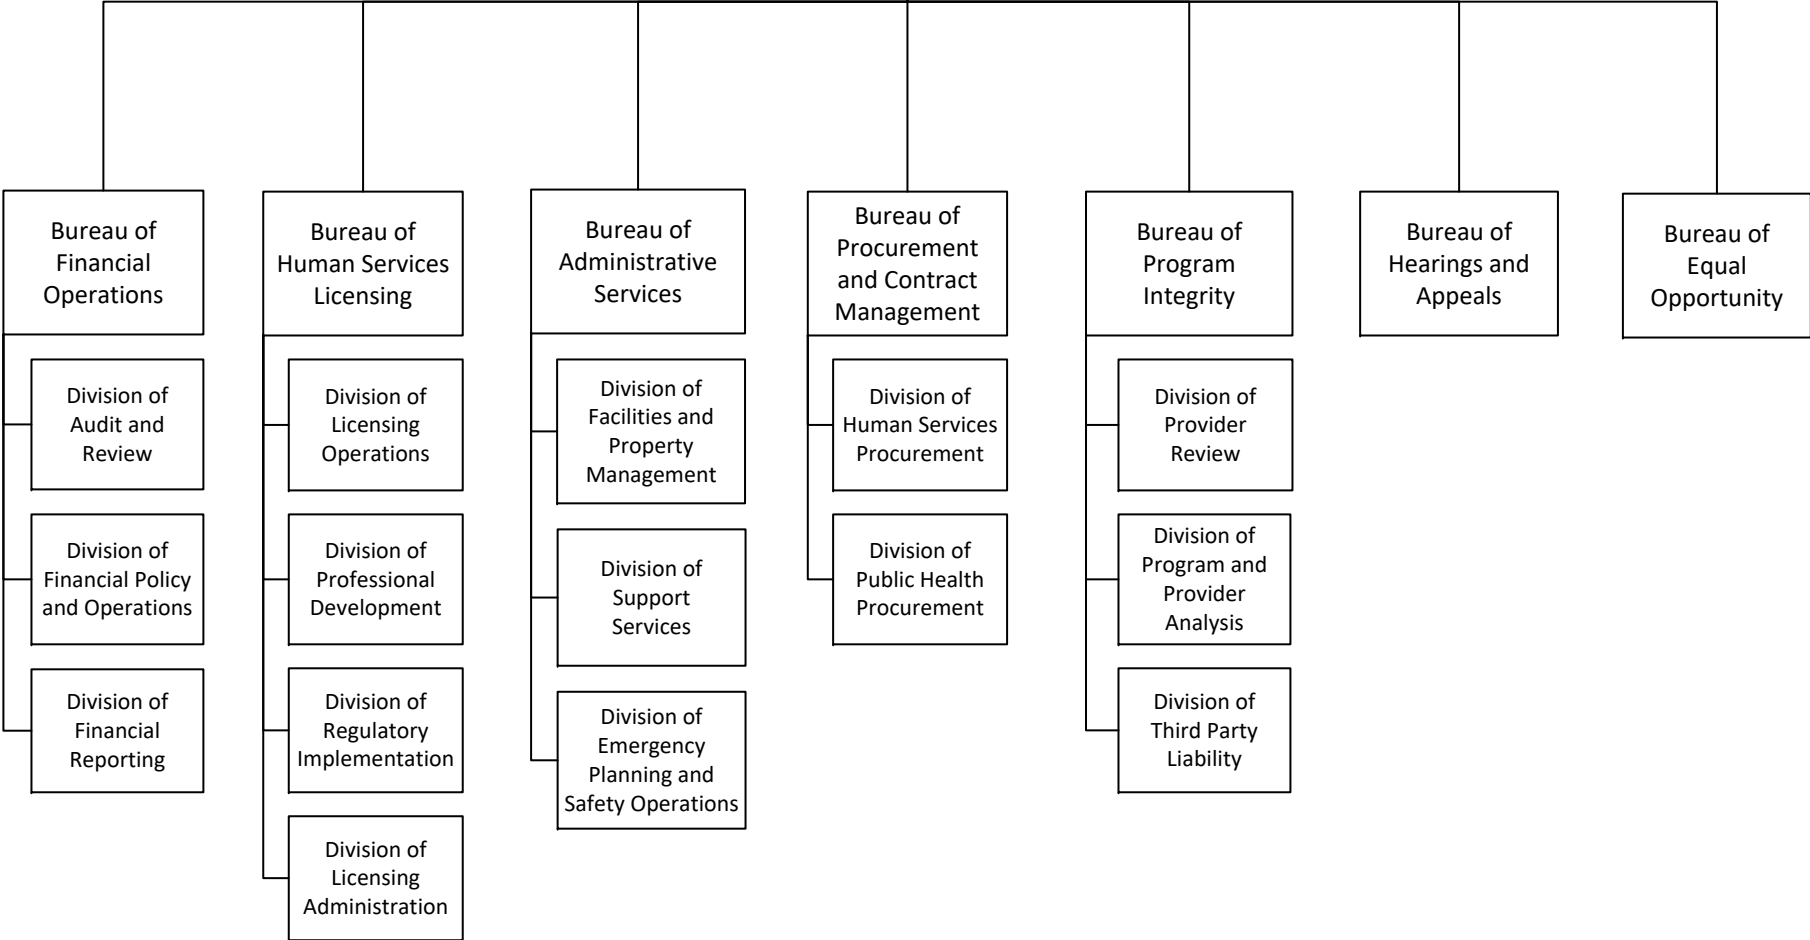 Bureau of
Financial
Operations
Bureau of
Human Services
Licensing
Bureau of
Administrative
Services
Bureau of
Procurement
and Contract
Management
Bureau of
Program
Integrity
Bureau of
Hearings and
Appeals
Bureau of
Equal
Opportunity
Division of
Audit and
Review
Division of
Financial Policy
and Operations
Division of
Financial
Reporting
Division of
Licensing
Operations
Division of
Professional
Development
Division of
Regulatory
Implementation
Division of
Licensing
Administration
Division of
Facilities and
Property
Management
Division of
Support
Services
Division of
Emergency
Planning and
Safety Operations
Division of
Human Services
Procurement
Division of
Public Health
Procurement
Division of
Provider
Review
Division of
Program and
Provider
Analysis
Division of
Third Party
Liability